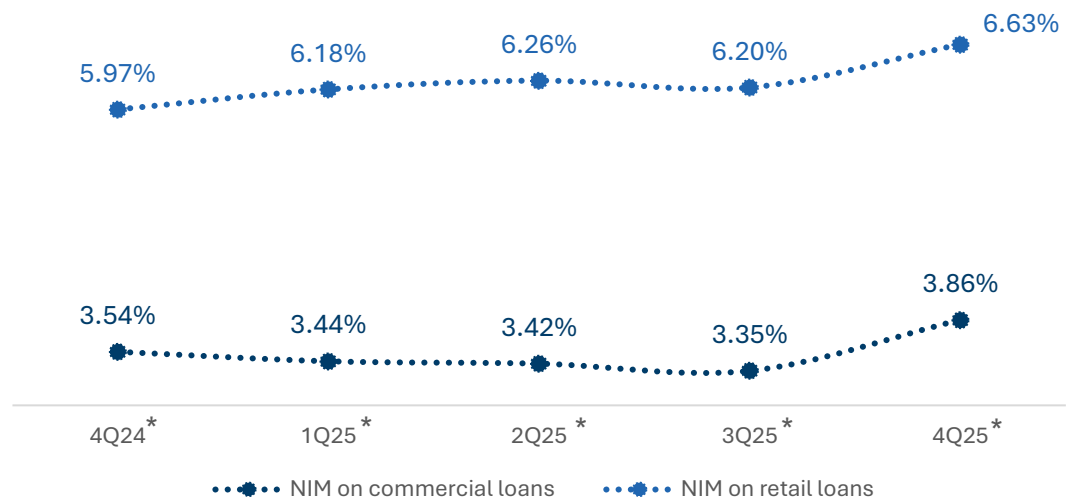 5.97% 6.18% 6.26% 6.20% 6.63%
3.54% 3.44% 3.42% 3.35% 3.86%
4Q24* 1Q25* 2Q25* 3Q25* 4Q25*
NIM on commercial loans NIM on retail loans